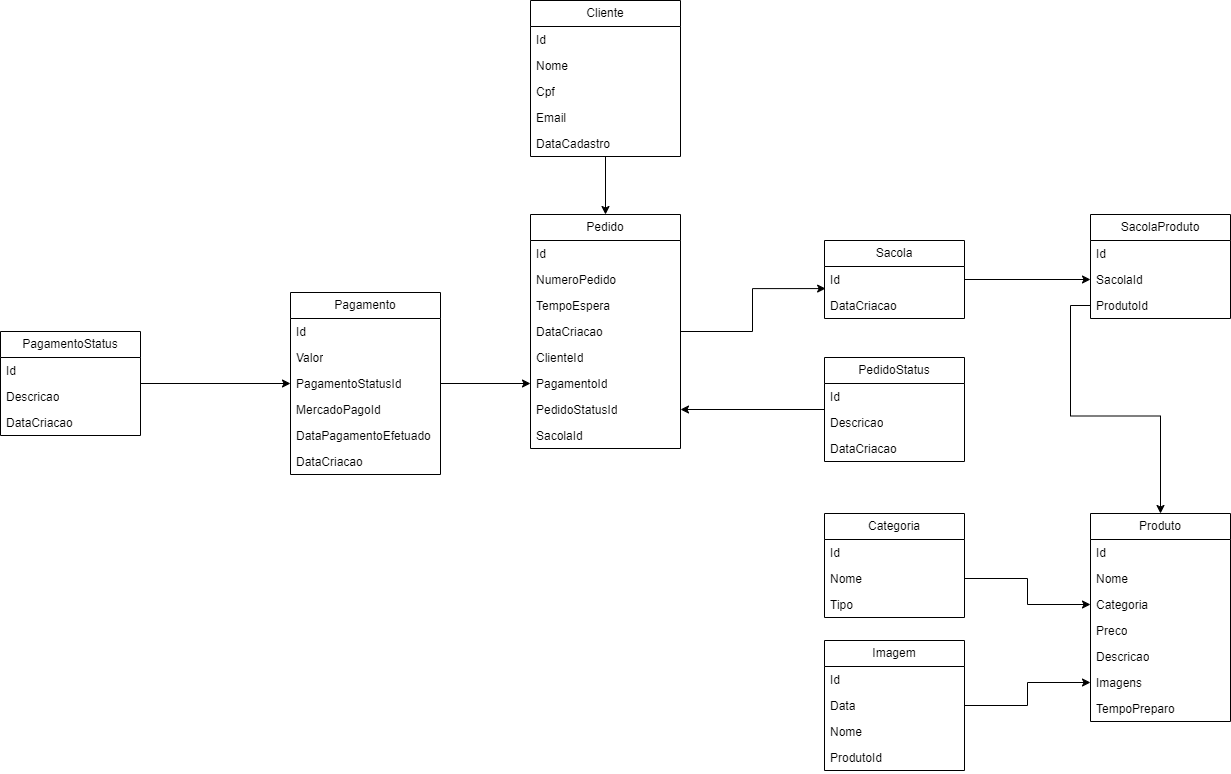 Cliente
Id
Nome
Cpf
Email
DataCadastro
Pedido
Id
NumeroPedido
TempoEspera
DataCriacao
ClienteId
PagamentoId
PedidoStatusId
SacolaId
Sacola
Id
DataCriacao
SacolaProduto
Id
SacolaId
ProdutoId
Pagamento
Id
Valor
PagamentoStatusId
MercadoPagoId
DataPagamentoEfetuado
DataCriacao
PagamentoStatus
Id
Descricao
DataCriacao
PedidoStatus
Id
Descricao
DataCriacao
Categoria
Id
Nome
Tipo
Produto
Id
Nome
Categoria
Preco
Descricao
Imagens
TempoPreparo
Imagem
Id
Data
Nome
ProdutoId